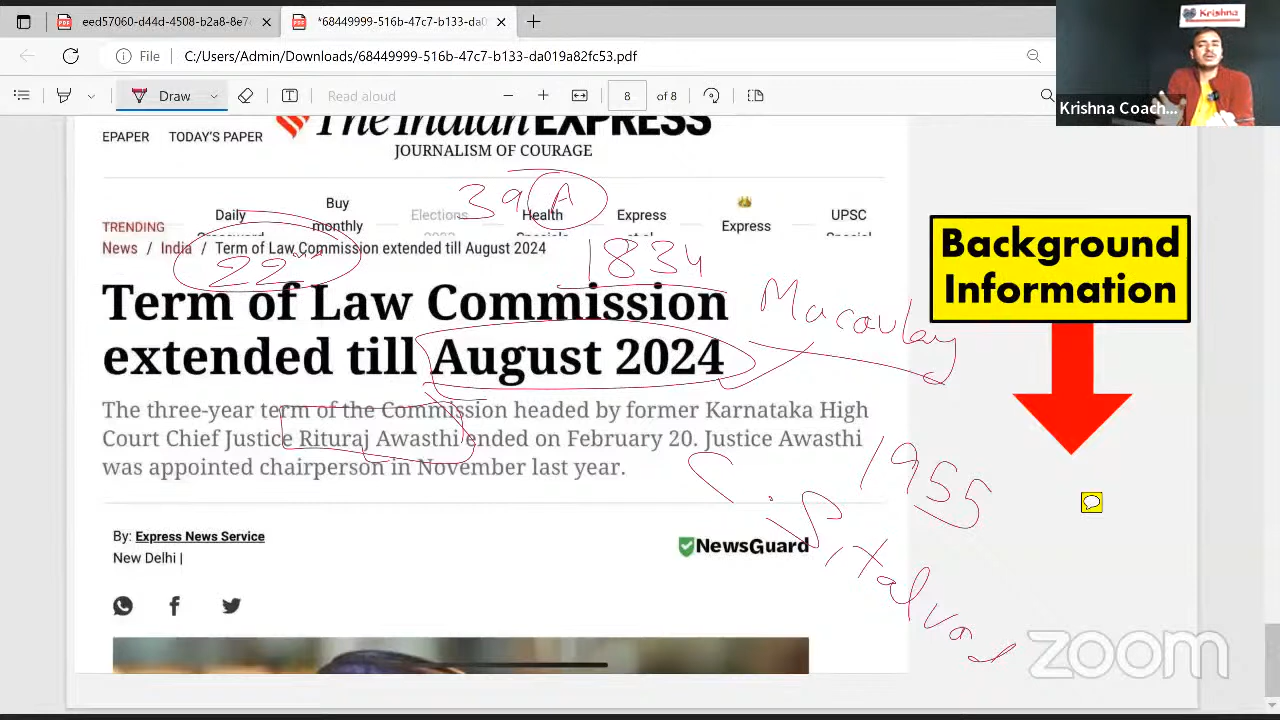 eed57060-d44d-4508-b2a8-8e7
*68449999-516b-47c7-b133-da0
File
C:/Users/Admin/Downloads/68449999-516b-47c7-b133-da019a82fc53.pdf
Draw
Read aloud
8
of 8
Krishna
Krishna Coach...
EPAPER TODAY'S PAPER
The Indian EXPRESS
JOURNALISM OF COURAGE
39 A
TRENDING
Daily
Buy
monthly
Elections
Health
Express
Express
UPSC
News / India / Term of Law Commission extended till August 2024
22nd
1834
Term of Law Commission
extended till August 2024
Macaulay
The three-year term of the Commission headed by former Karnataka High
Court Chief Justice Rituraj Awasthi ended on February 20. Justice Awasthi
was appointed chairperson in November last year.
1955
Background
Information
By: Express News Service
New Delhi |
NewsGuard
zoom